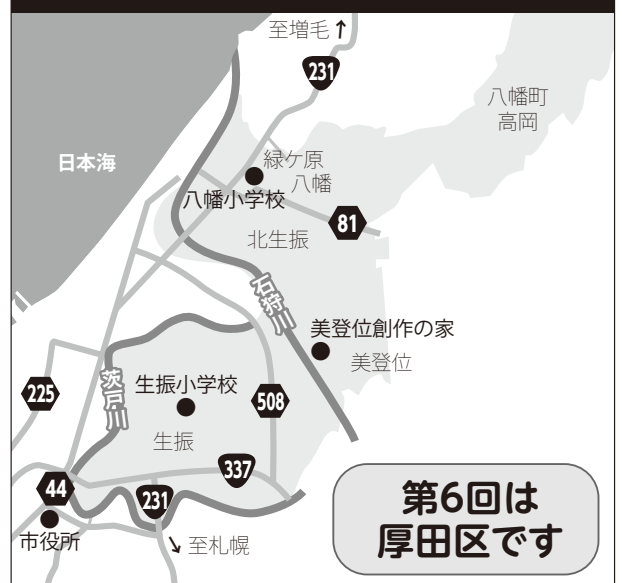 至増毛↑
231
八幡町
高岡
日本海
緑ケ原
八幡
八幡小学校
81
北生振
石狩川
美登位創作の家
美登位
225
茨戸川
生振小学校
508
生振
337
44
231
第6回は
厚田区です
市役所
↘至札幌